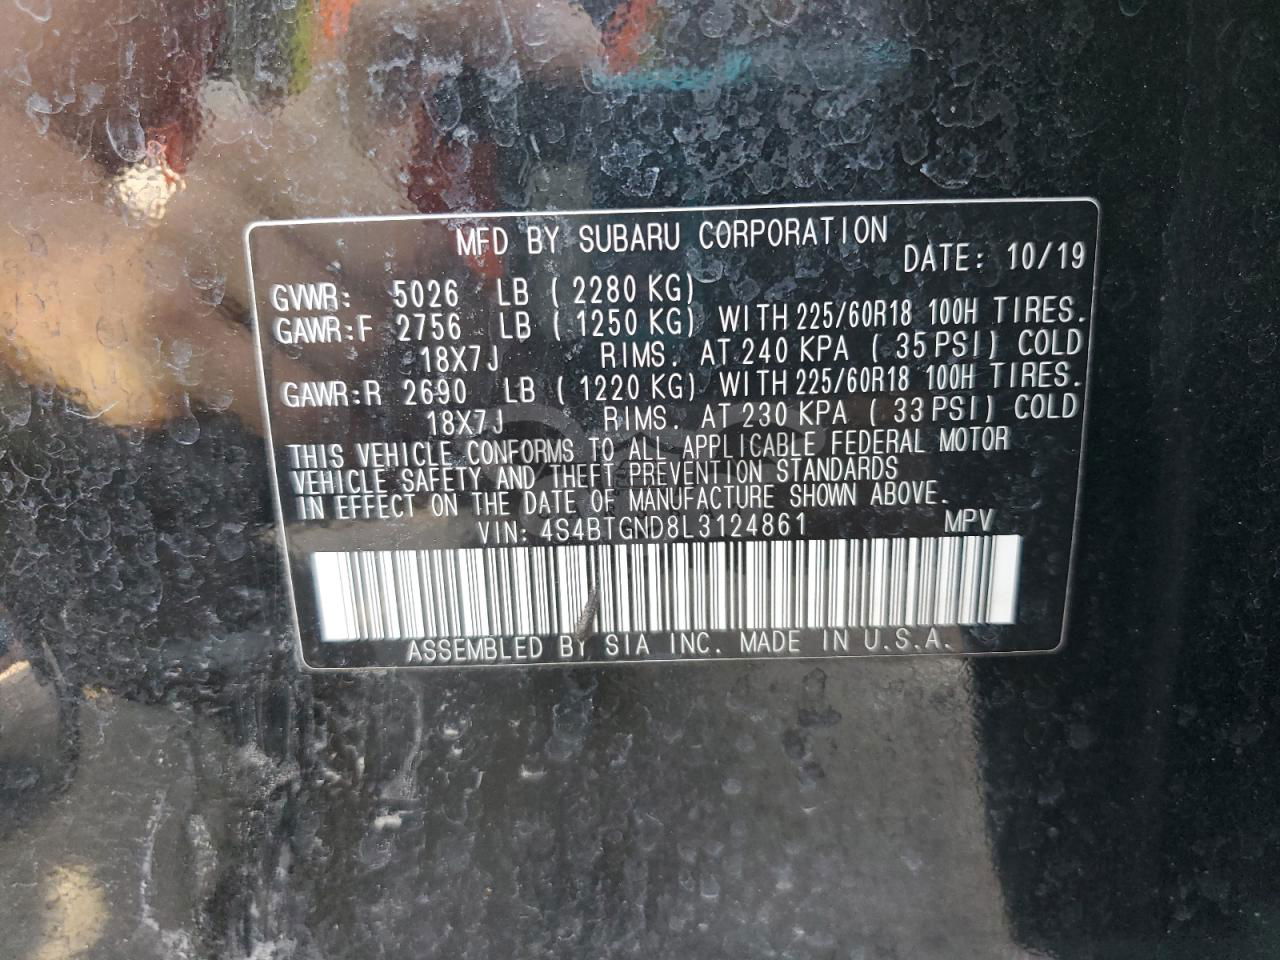 MFD BY SUBARU CORPORATION
DATE: 10/19
GVWR: 5026 LB ( 2280 KG)
GAWR:F 2756 LB ( 1250 KG) WITH 225/60R18 100H TIRES.
18X7J RIMS. AT 240 KPA ( 35 PSI) COLD
GAWR:R 2690 LB ( 1220 KG) WITH 225/60R18 100H TIRES.
18X7J RIMS. AT 230 KPA ( 33 PSI) COLD
THIS VEHICLE CONFORMS TO ALL APPLICABLE FEDERAL MOTOR
VEHICLE SAFETY AND THEFT PREVENTION STANDARDS
IN EFFECT ON THE DATE OF MANUFACTURE SHOWN ABOVE.
VIN: 4S4BTGND8L3124861 MPV
ASSEMBLED BY SIA INC. MADE IN U.S.A.